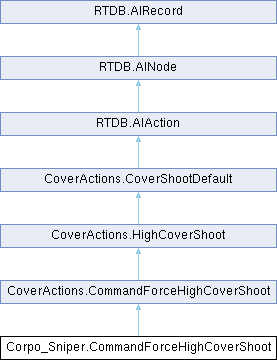 RTDB.AIRecord
RTDB.AINode
RTDB.AIAction
CoverActions.CoverShootDefault
CoverActions.HighCoverShoot
CoverActions.CommandForceHighCoverShoot
Corpo_Sniper.CommandForceHighCoverShoot